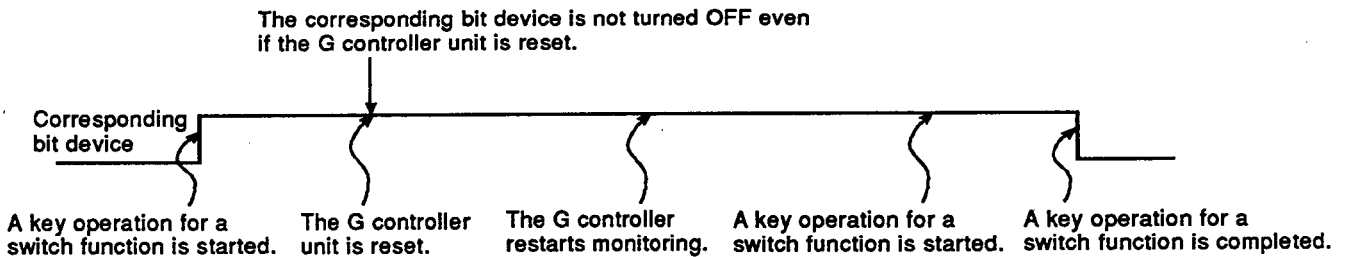 The corresponding bit device is not turned OFF even
if the G controller unit is reset.
Corresponding
bit device
A key operation for a
switch function is started.
The G controller
unit is reset.
The G controller
restarts monitoring.
A key operation for a
switch function is started.
A key operation for a
switch function is completed.